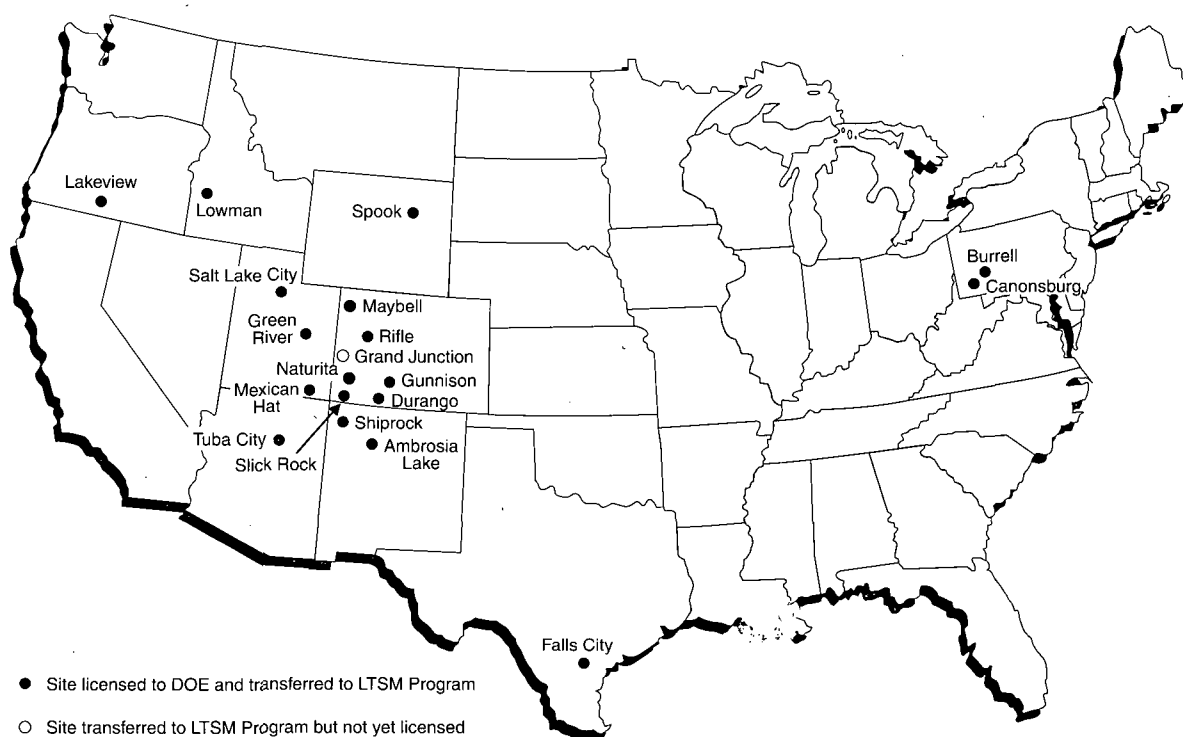 Lakeview
Lowman
Spook
Burrell
Canonsburg
Salt Lake City
Maybell
Green
River
Rifle
Grand Junction
Naturita
Gunnison
Mexican
Hat
Durango
Shiprock
Tuba City
Ambrosia
Lake
Slick Rock
Falls City
Site licensed to DOE and transferred to LTSM Program
Site transferred to LTSM Program but not yet licensed